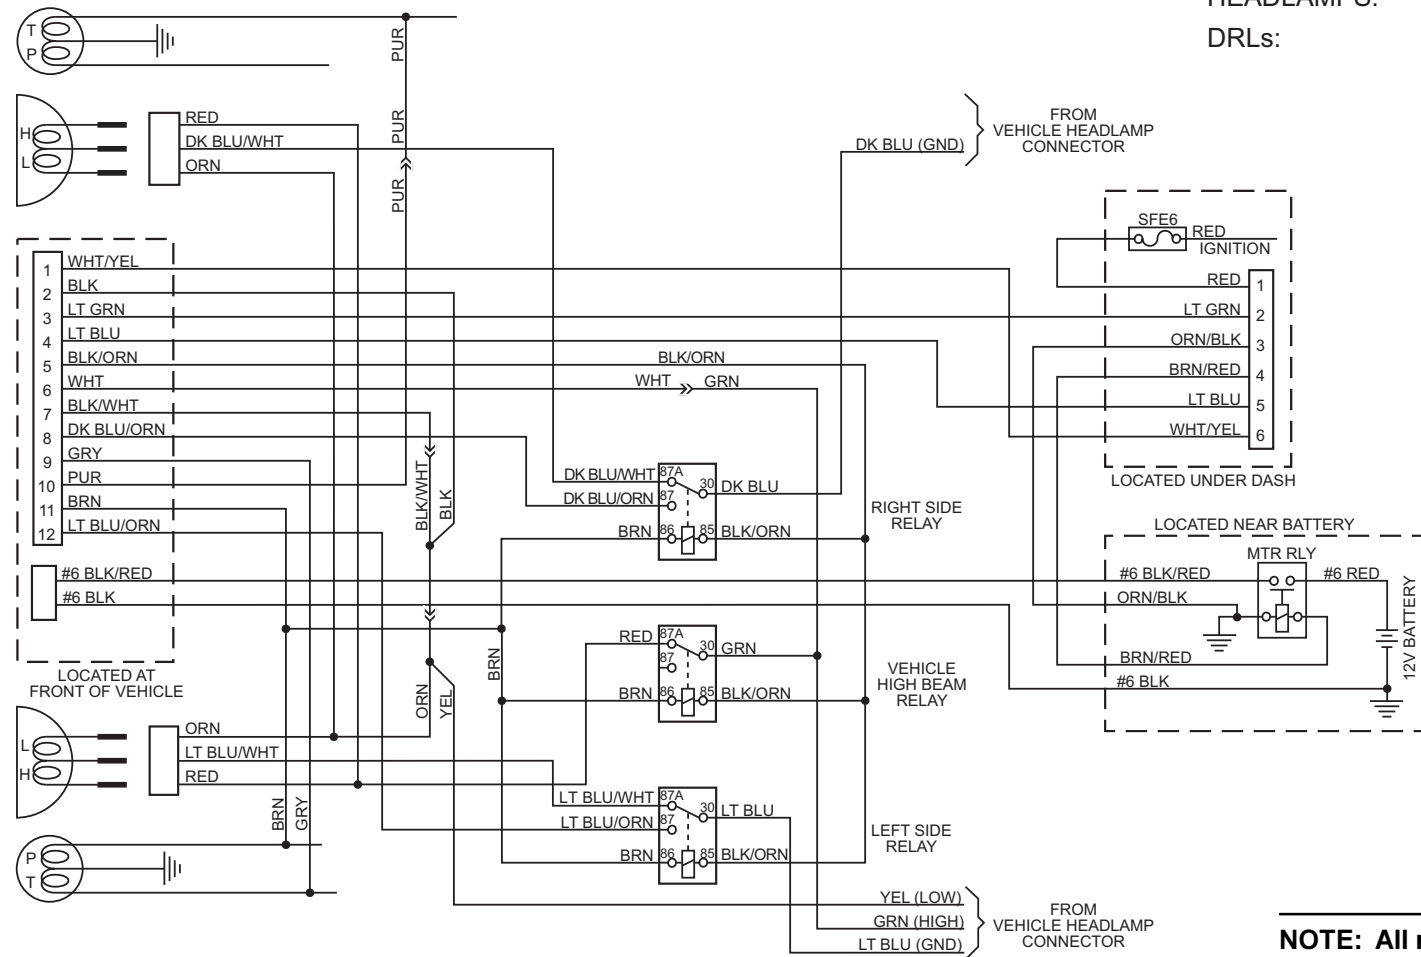 HEADLAMPS:
DRLs:
T
P
PUR
PUR
PUR
H
L
RED
DK BLU/WHT
ORN
FROM
VEHICLE HEADLAMP
CONNECTOR
DK BLU (GND)
1 WHT/YEL
2 BLK
3 LT GRN
4 LT BLU
5 BLK/ORN
6 WHT
7 BLK/WHT
8 DK BLU/ORN
9 GRY
10 PUR
11 BRN
12 LT BLU/ORN
#6 BLK/RED
#6 BLK
LOCATED AT
FRONT OF VEHICLE
BLK/ORN
WHT GRN
BLK/WHT
BLK
SFE6
RED
IGNITION
RED 1
LT GRN 2
ORN/BLK 3
BRN/RED 4
LT BLU 5
WHT/YEL 6
LOCATED UNDER DASH
DK BLU/WHT 87A 30 DK BLU
DK BLU/ORN 87
BRN 86 85 BLK/ORN
RIGHT SIDE
RELAY
LOCATED NEAR BATTERY
MTR RLY
#6 BLK/RED
#6 RED
ORN/BLK
BRN/RED
#6 BLK
12V BATTERY
RED 87A 30 GRN
87
BRN 86 85 BLK/ORN
VEHICLE
HIGH BEAM
RELAY
BRN
ORN
YEL
L
H
ORN
LT BLU/WHT
RED
BRN
GRY
P
T
LT BLU/WHT 87A 30 LT BLU
LT BLU/ORN 87
BRN 86 85 BLK/ORN
LEFT SIDE
RELAY
YEL (LOW)
GRN (HIGH)
LT BLU (GND)
FROM
VEHICLE HEADLAMP
CONNECTOR
NOTE: All